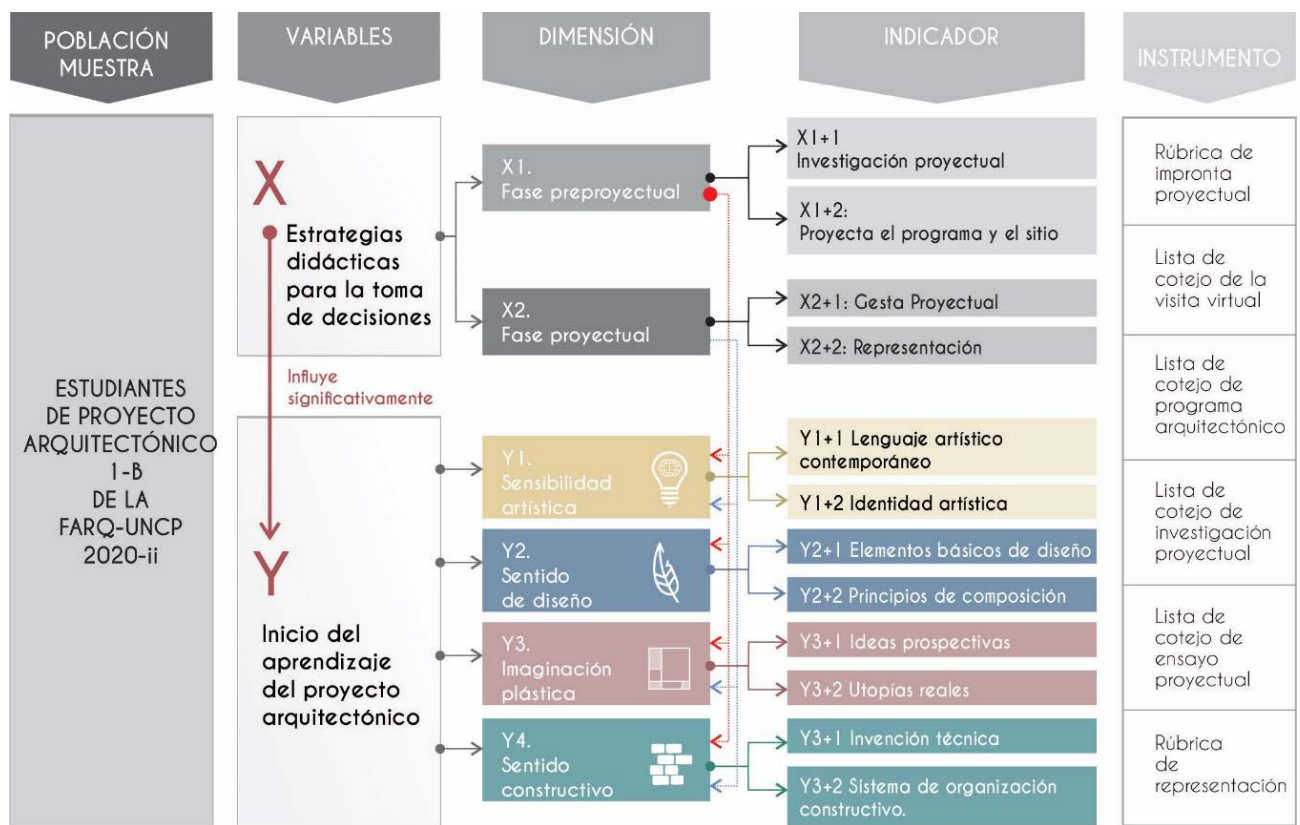 POBLACIÓN
MUESTRA
VARIABLES
DIMENSIÓN
INDICADOR
INSTRUMENTO
ESTUDIANTES
DE PROYECTO
ARQUITECTÓNICO
1-B
DE LA
FARQ-UNCP
2020-ii
X
Estrategias
didácticas
para la toma
de decisiones
Influye
significativamente
Y
Inicio del
aprendizaje
del proyecto
arquitectónico
X1.
Fase preproyectual
X2.
Fase proyectual
Y1.
Sensibilidad
artística
Y2.
Sentido
de diseño
Y3.
Imaginación
plástica
Y4.
Sentido
constructivo
X1+1
Investigación proyectual
X1+2:
Proyecta el programa y el sitio
X2+1: Gesta Proyectual
X2+2: Representación
Y1+1 Lenguaje artístico
contemporáneo
Y1+2 Identidad artística
Y2+1 Elementos básicos de diseño
Y2+2 Principios de composición
Y3+1 Ideas prospectivas
Y3+2 Utopías reales
Y3+1 Invención técnica
Y3+2 Sistema de organización
constructivo.
Rúbrica de
impronta
proyectual
Lista de
cotejo de la
visita virtual
Lista de
cotejo de
programa
arquitectónico
Lista de
cotejo de
investigación
proyectual
Lista de
cotejo de
ensayo
proyectual
Rúbrica
de
representación